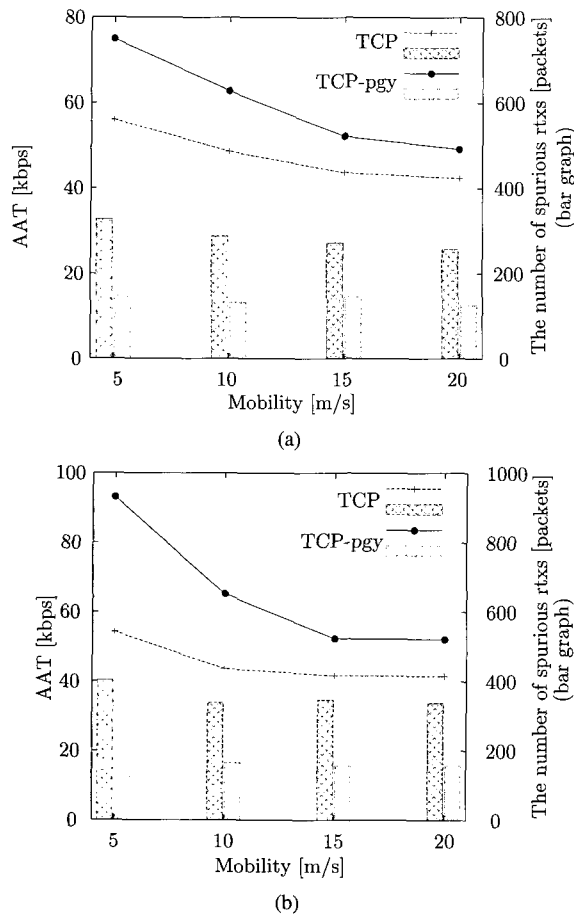 80
60
40
20
0
AAT [kbps]
800
600
400
200
0
The number of spurious rtxs [packets]
(bar graph)
TCP
TCP-pgy
5 10 15 20
Mobility [m/s]
(a)
100
80
60
40
20
0
AAT [kbps]
1000
800
600
400
200
0
The number of spurious rtxs [packets]
(bar graph)
TCP
TCP-pgy
5 10 15 20
Mobility [m/s]
(b)